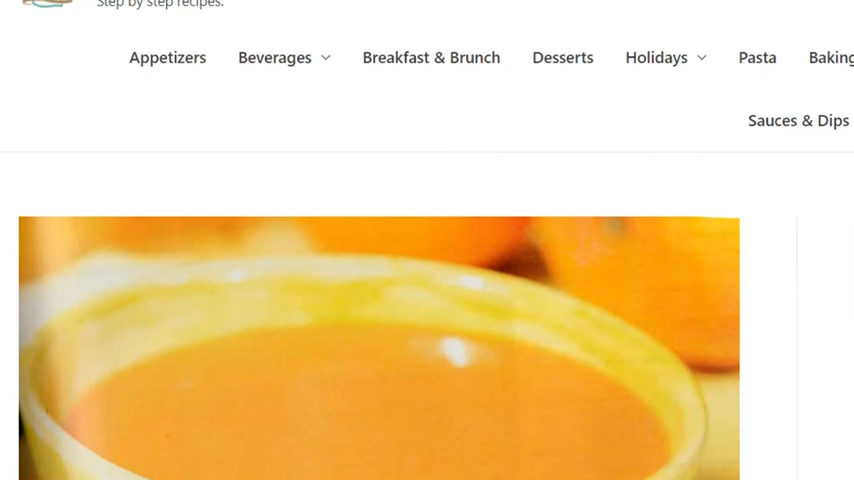 Step by step recipes.
Appetizers Beverages Breakfast & Brunch Desserts Holidays Pasta Baking
Sauces & Dips